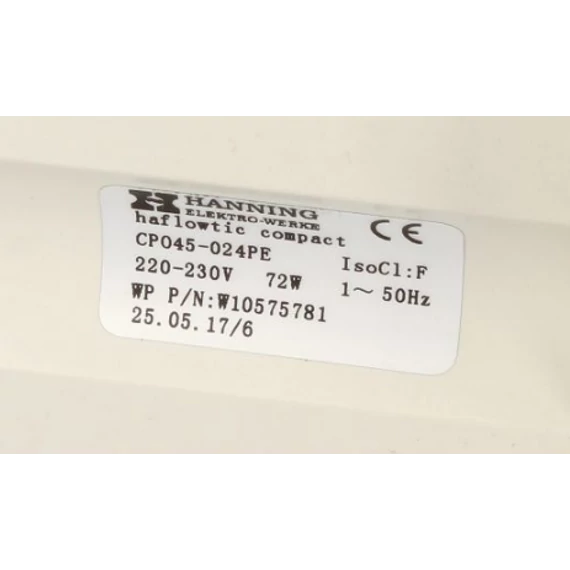 HANNING
ELEKTRO-WERKE
haflowtic compact
CE
CP045-024PE
IsoCl:F
220-230V 72W 1~ 50Hz
WP P/N:W10575781
25.05.17/6